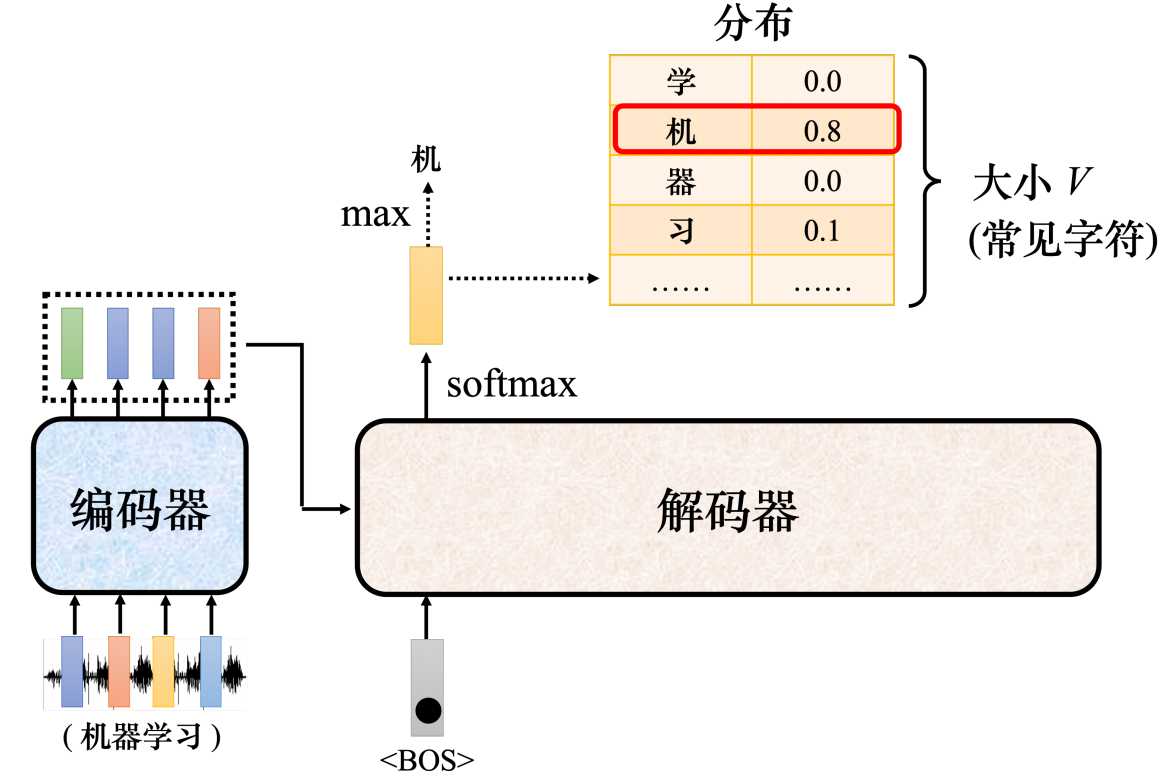 分布
学 0.0
机 0.8
器 0.0
习 0.1
…… ……
大小 V
(常见字符)
机
max
softmax
编码器
解码器
(机器学习)
<BOS>